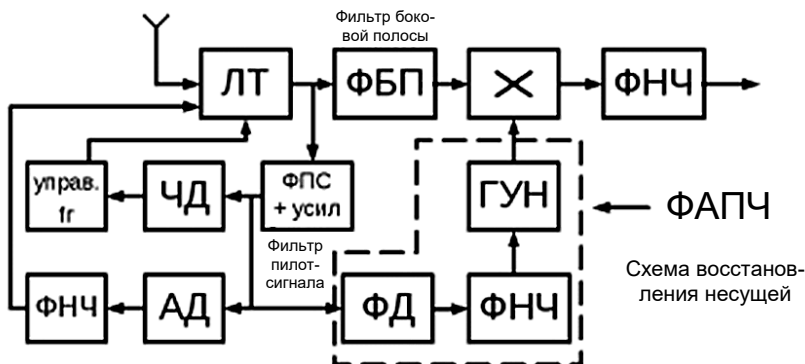 Фильтр боко-
вой полосы
ЛТ
ФБП
ФНЧ
управ.
fг
ЧД
ФПС
+ усил
ГУН
ФАПЧ
Фильтр
пилот-
сигнала
Схема восстанов-
ления несущей
ФНЧ
АД
ФД
ФНЧ